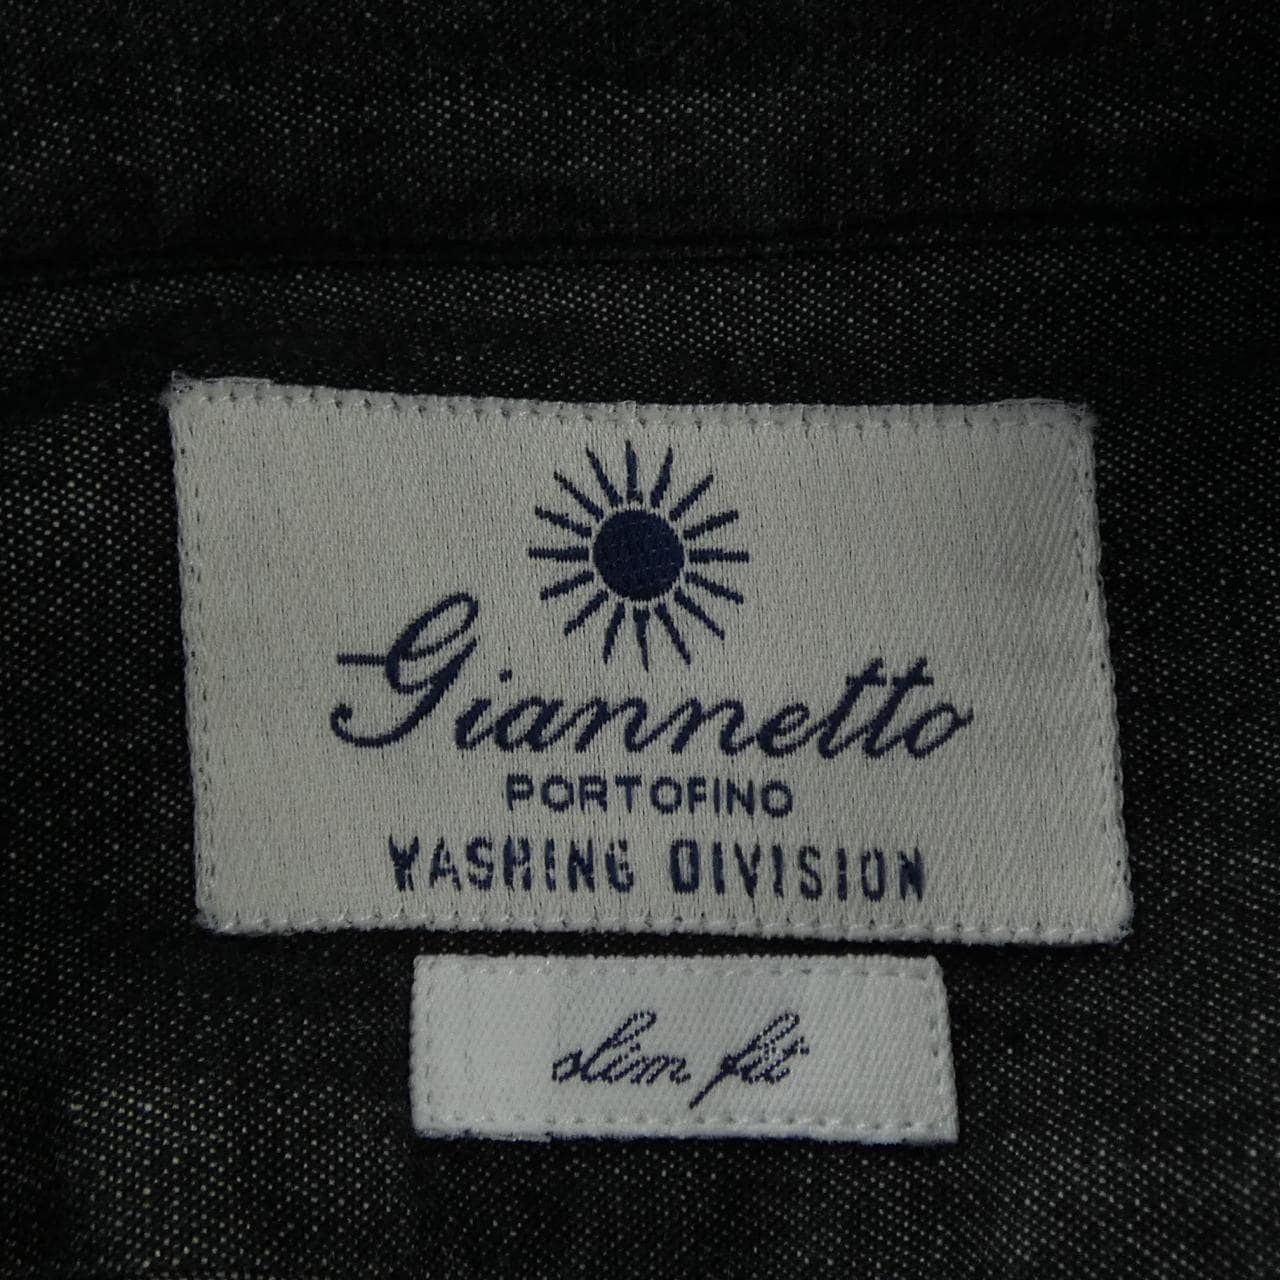 Giannetto
PORTOFINO
WASHING DIVISION
slim fit